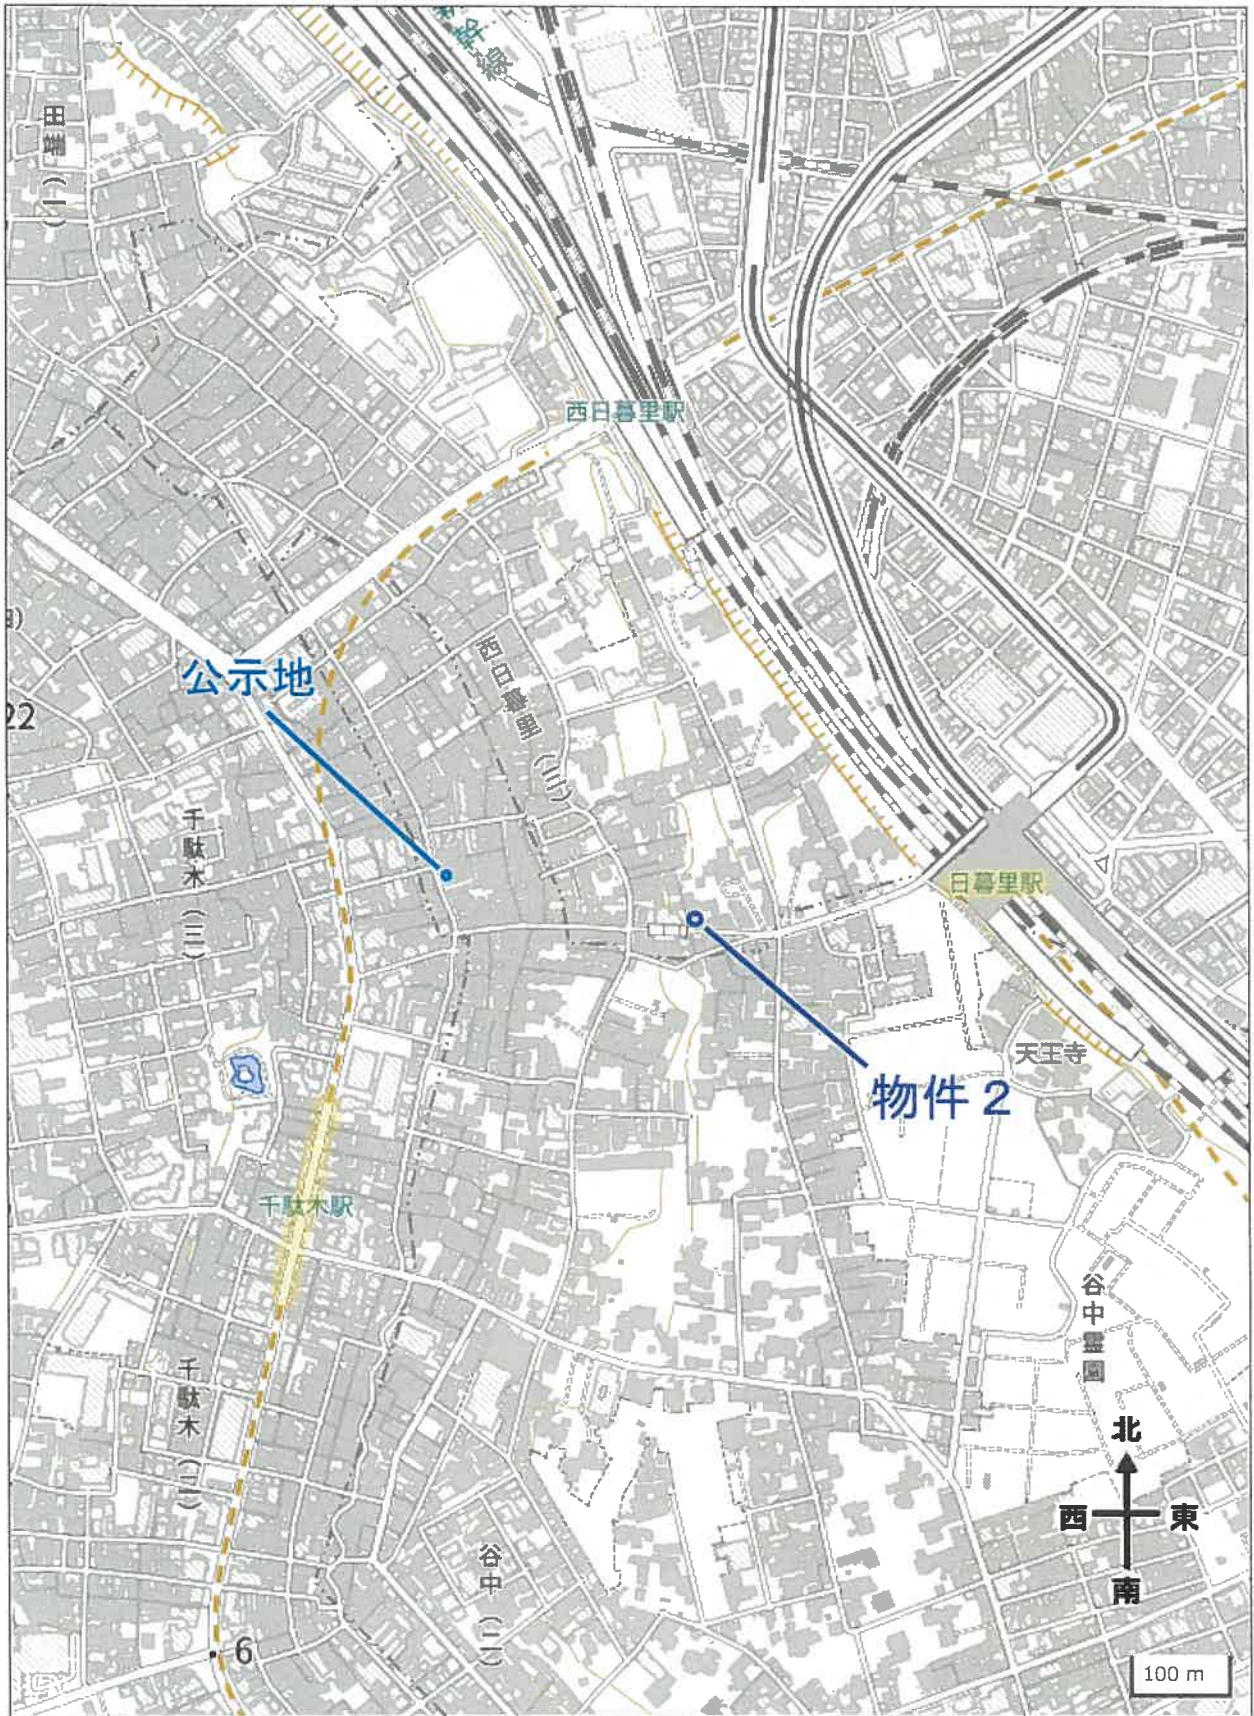 田端(一)
線
西日暮里駅
公示地
西日暮里(三)
22
千駄木(三)
日暮里駅
天王寺
物件2
千駄木駅
谷中霊園
千駄木(二)
北
西
東
南
谷中(二)
6
100 m